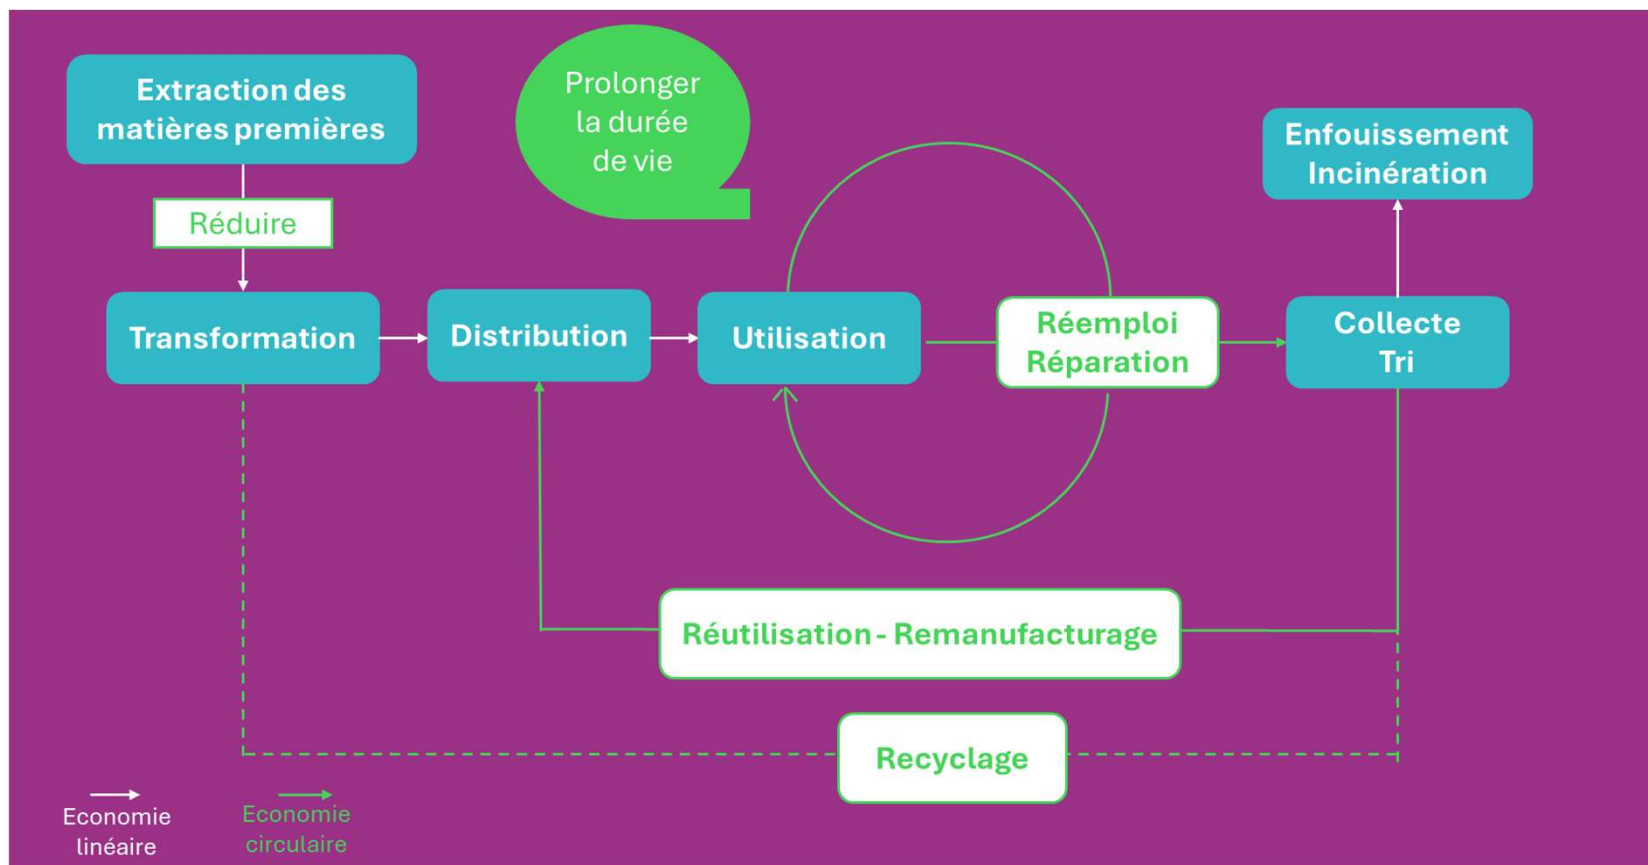 Extraction des
matières premières
Prolonger
la durée
de vie
Enfouissement
Incinération
Réduire
Transformation
Distribution
Utilisation
Réemploi
Réparation
Collecte
Tri
Réutilisation - Remanufacturage
Recyclage
Economie
linéaire
Economie
circulaire